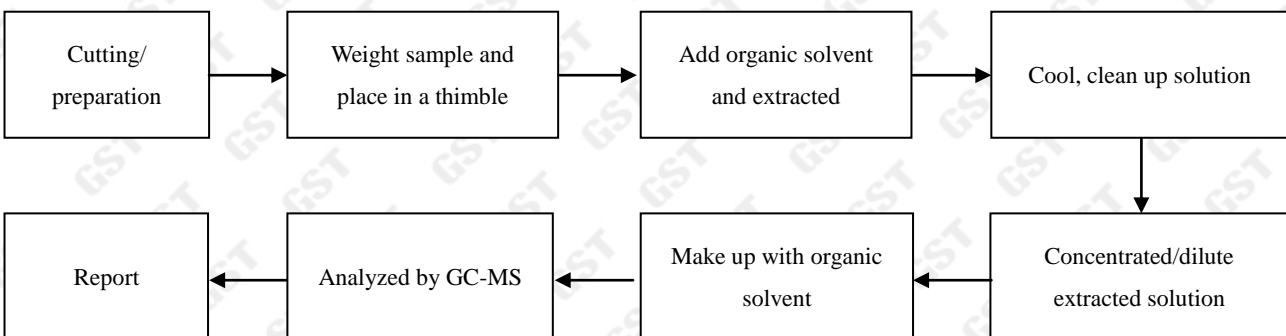 Cutting/
preparation
Weight sample and
place in a thimble
Add organic solvent
and extracted
Cool, clean up solution
Concentrated/dilute
extracted solution
Make up with organic
solvent
Analyzed by GC-MS
Report
GST